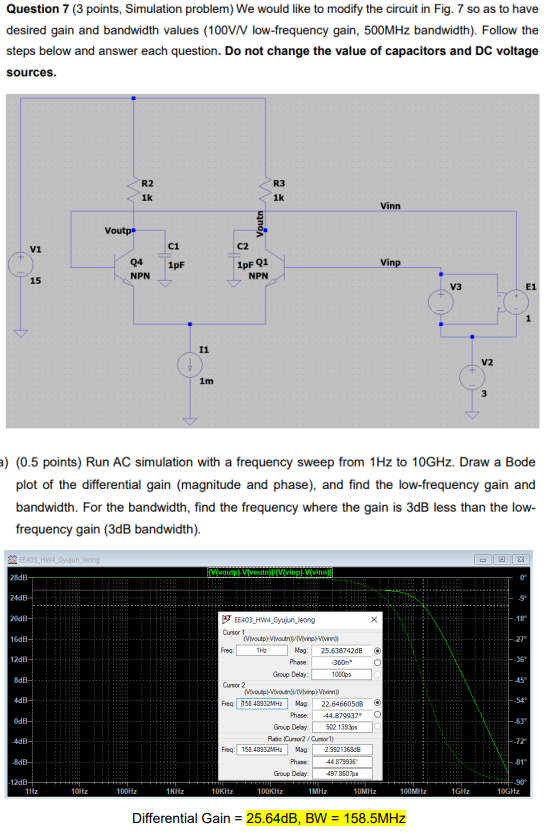 Question 7 (3 points, Simulation problem) We would like to modify the circuit in Fig. 7 so as to have
desired gain and bandwidth values (100V/V low-frequency gain, 500MHz bandwidth). Follow the
steps below and answer each question. Do not change the value of capacitors and DC voltage
sources.
R2
1k
R3
1k
Vinn
Voutp
Voutn
V1
15
C1
1pF
C2
1pF
Q4
NPN
Q1
NPN
Vinp
V3
E1
1
I1
1m
V2
3
a) (0.5 points) Run AC simulation with a frequency sweep from 1Hz to 10GHz. Draw a Bode
plot of the differential gain (magnitude and phase), and find the low-frequency gain and
bandwidth. For the bandwidth, find the frequency where the gain is 3dB less than the low-
frequency gain (3dB bandwidth).
EE403_HW4_Gyujun_Jeong
(V(voutp)-V(voutn))/(V(vinp)-V(vinn))
28dB
24dB
20dB
16dB
12dB
8dB
4dB
0dB
-4dB
-8dB
-12dB
0°
-9°
-18°
-27°
-36°
-45°
-54°
-63°
-72°
-81°
-90°
EE403_HW4_Gyujun_Jeong
Cursor 1
(V(voutp)-V(voutn))/(V(vinp)-V(vinn))
Freq: 1Hz Mag: 25.638742dB
Phase: -360n°
Group Delay: 1000ps
Cursor 2
(V(voutp)-V(voutn))/(V(vinp)-V(vinn))
Freq: 158.48932MHz Mag: 22.646605dB
Phase: -44.879937°
Group Delay: 502.1393ps
Ratio (Cursor2 / Cursor1)
Freq: 158.48932MHz Mag: -2.9921368dB
Phase: -44.879936°
Group Delay: -497.8607ps
1Hz 10Hz 100Hz 1KHz 10KHz 100KHz 1MHz 10MHz 100MHz 1GHz 10GHz
Differential Gain = 25.64dB, BW = 158.5MHz